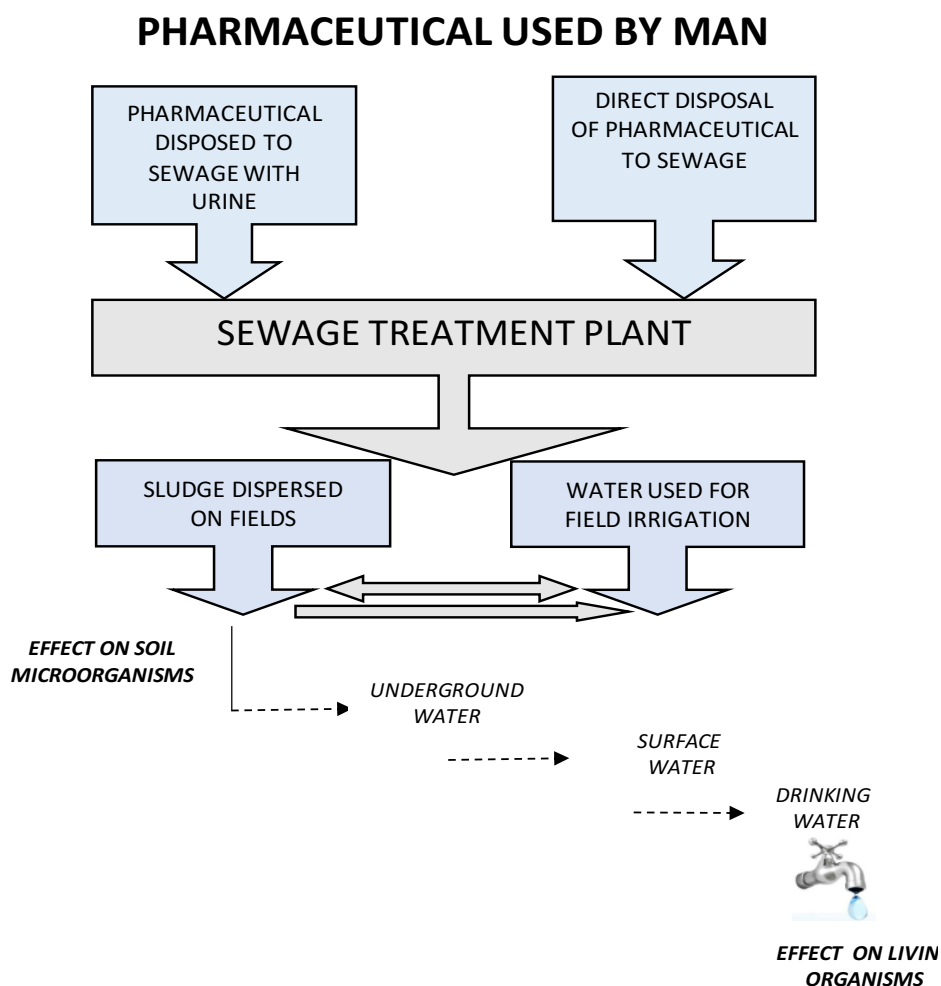 PHARMACEUTICAL USED BY MAN
PHARMACEUTICAL
DISPOSED TO
SEWAGE WITH
URINE
DIRECT DISPOSAL
OF PHARMACEUTICAL
TO SEWAGE
SEWAGE TREATMENT PLANT
SLUDGE DISPERSED
ON FIELDS
WATER USED FOR
FIELD IRRIGATION
EFFECT ON SOIL
MICROORGANISMS
UNDERGROUND
WATER
SURFACE
WATER
DRINKING
WATER
EFFECT ON LIVIN
ORGANISMS